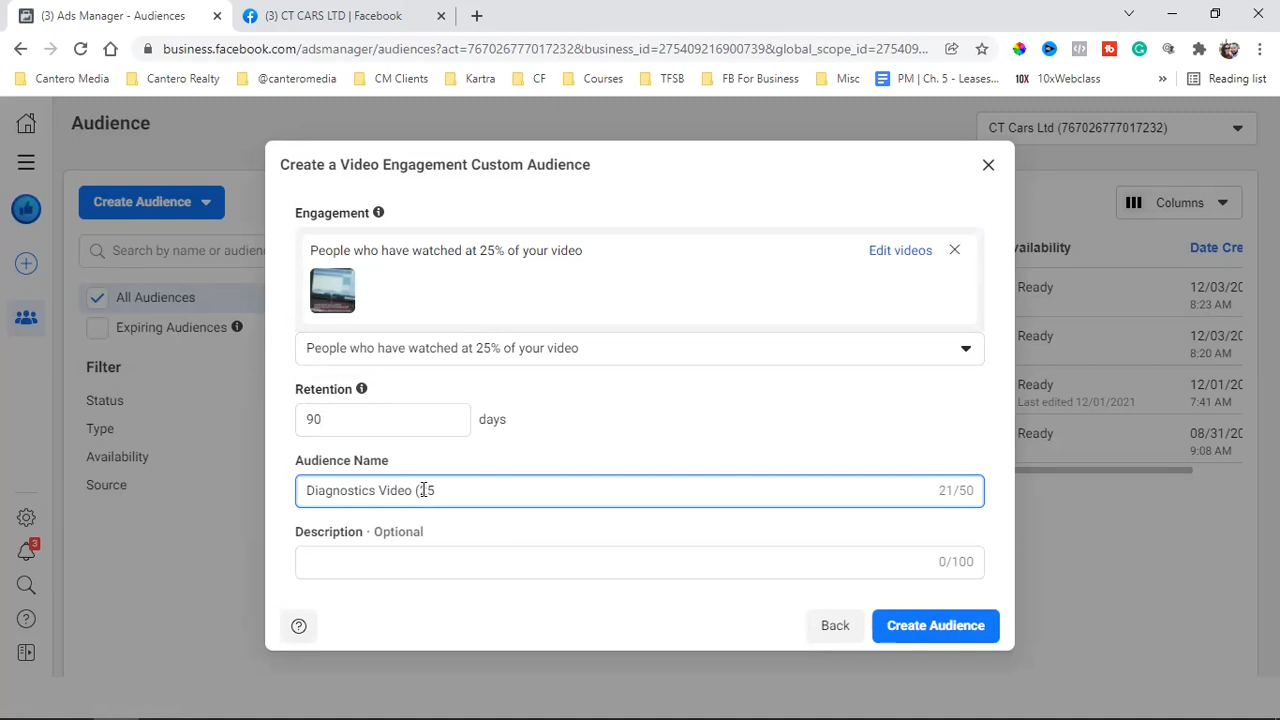 (3) Ads Manager - Audiences
(3) CT CARS LTD | Facebook
business.facebook.com/adsmanager/audiences?act=767026777017232&business_id=275409216900739&global_scope_id=275409...
Cantero Media
Cantero Realty
@canteromedia
CM Clients
Kartra
CF
Courses
TFSB
FB For Business
Misc
PM | Ch. 5 - Leases...
10X
10xWebclass
»
Reading list
Audience
CT Cars Ltd (767026777017232)
Create Audience
Columns
Search by name or audien
vailability
Date Cre
All Audiences
Expiring Audiences
Filter
Status
Type
Availability
Source
Ready
12/03/20
8:23 AM
Ready
12/03/20
8:20 AM
Ready
12/01/20
Last edited 12/01/2021
7:41 AM
Ready
08/31/20
9:08 AM
3
Create a Video Engagement Custom Audience
Engagement
People who have watched at 25% of your video
Edit videos
People who have watched at 25% of your video
Retention
90
days
Audience Name
Diagnostics Video (25
21/50
Description · Optional
0/100
Back
Create Audience